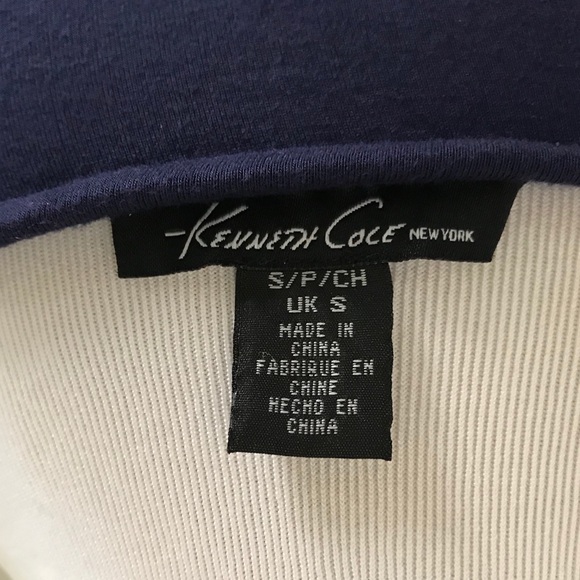 Kenneth Cole NEW YORK
S/P/CH
UK S
MADE IN
CHINA
FABRIQUE EN
CHINE
HECHO EN
CHINA